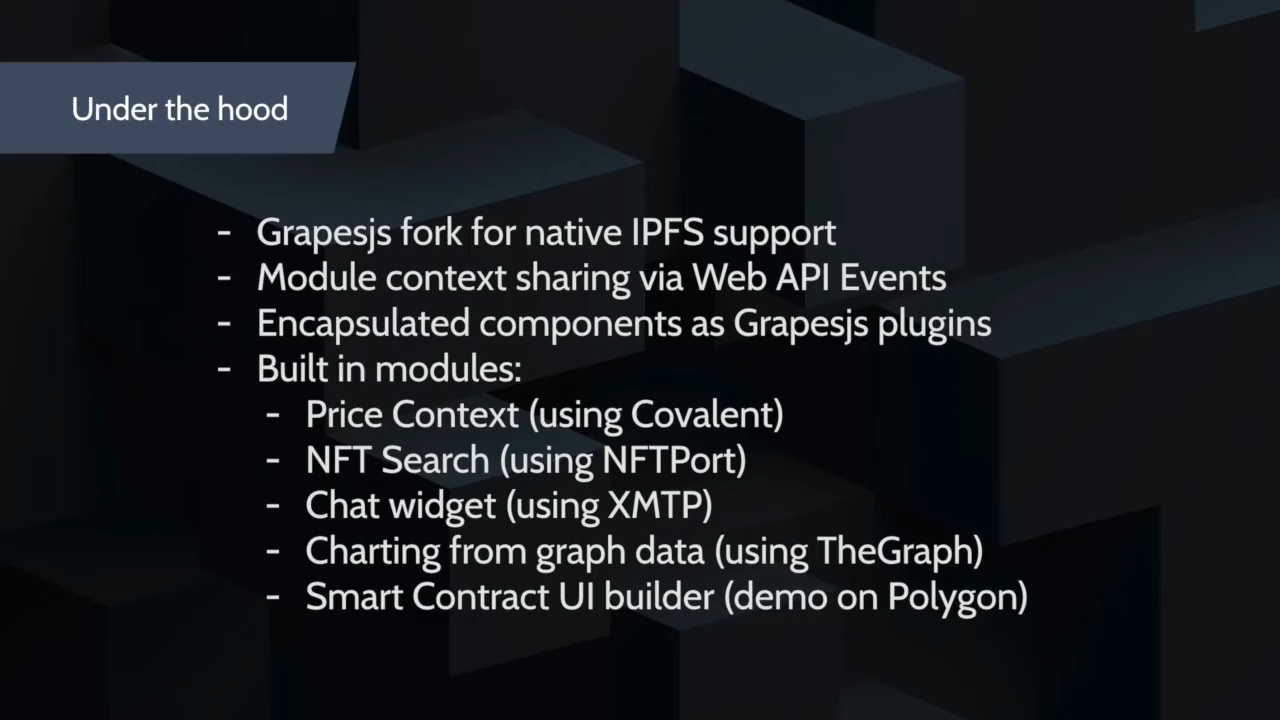 Under the hood
- Grapesjs fork for native IPFS support
- Module context sharing via Web API Events
- Encapsulated components as Grapesjs plugins
- Built in modules:
- Price Context (using Covalent)
- NFT Search (using NFTPort)
- Chat widget (using XMTP)
- Charting from graph data (using TheGraph)
- Smart Contract UI builder (demo on Polygon)